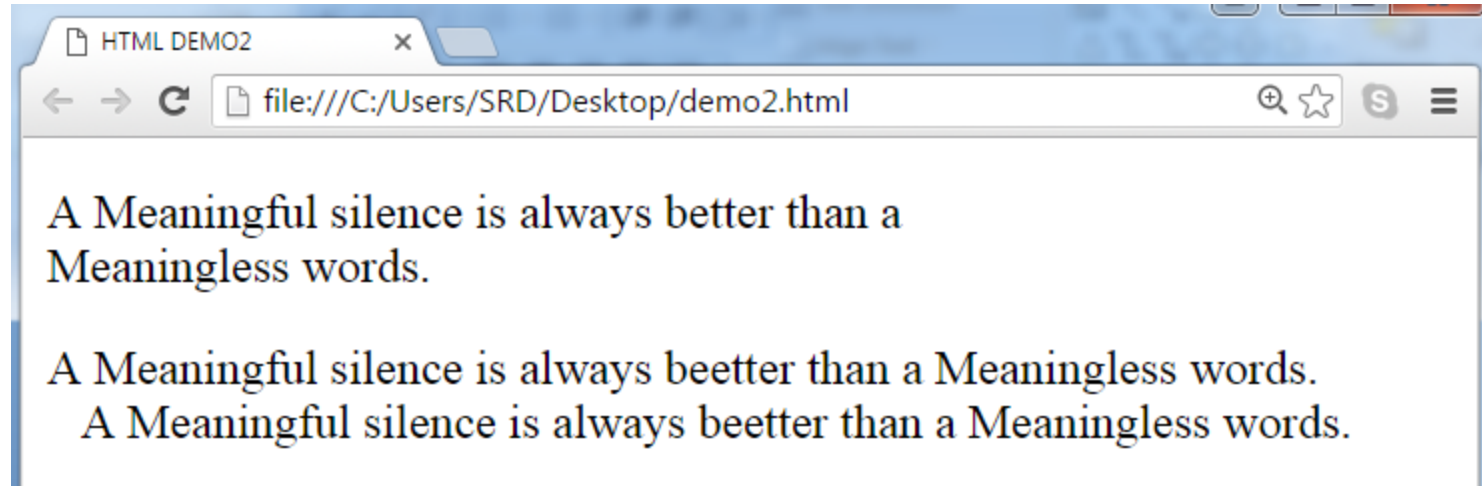 HTML DEMO2
file:///C:/Users/SRD/Desktop/demo2.html
A Meaningful silence is always better than a
Meaningless words.
A Meaningful silence is always beetter than a Meaningless words.
A Meaningful silence is always beetter than a Meaningless words.